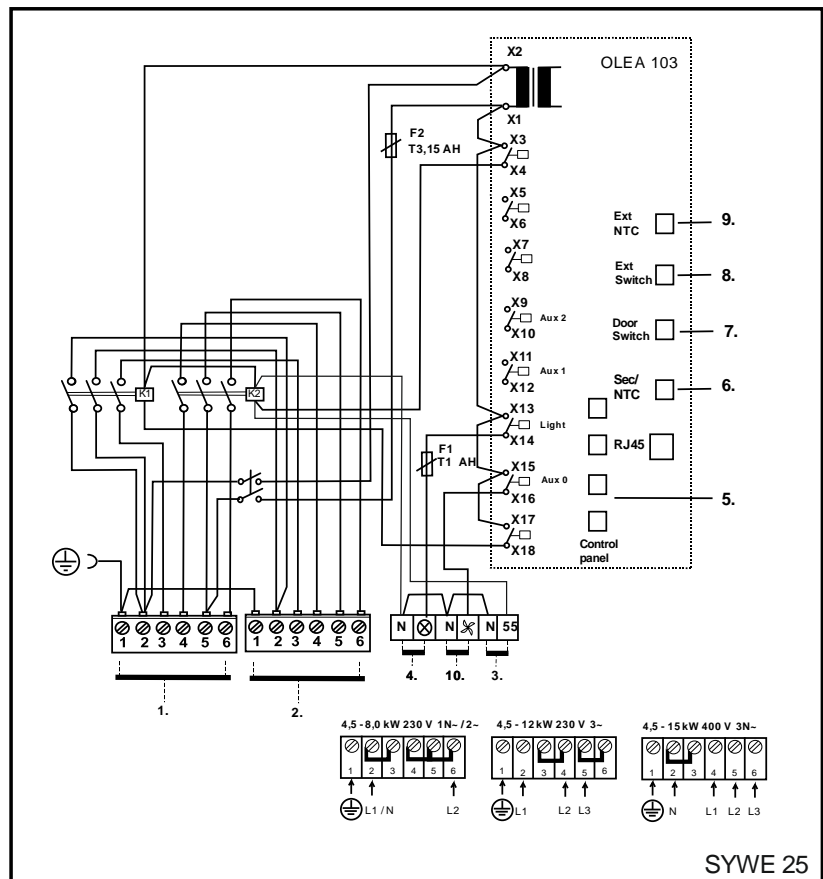 X2
OLEA 103
X1
F2
T3,15 AH
X3
X4
X5
X6
Ext
NTC
9.
X7
X8
Ext
Switch
8.
X9
Aux 2
X10
Door
Switch
7.
X11
Aux 1
X12
Sec/
NTC
6.
K1
K2
X13
Light
X14
RJ45
F1
T1 AH
X15
Aux 0
X16
5.
X17
X18
Control
panel
1 2 3 4 5 6
1 2 3 4 5 6
N N N 55
4. 10. 3.
1.
2.
4,5 - 8,0 kW 230 V 1N~ / 2~
1 2 3 4 5 6
L1 / N L2
4,5 - 12 kW 230 V 3~
1 2 3 4 5 6
L1 L2 L3
4,5 - 15 kW 400 V 3N~
1 2 3 4 5 6
N L1 L2 L3
SYWE 25